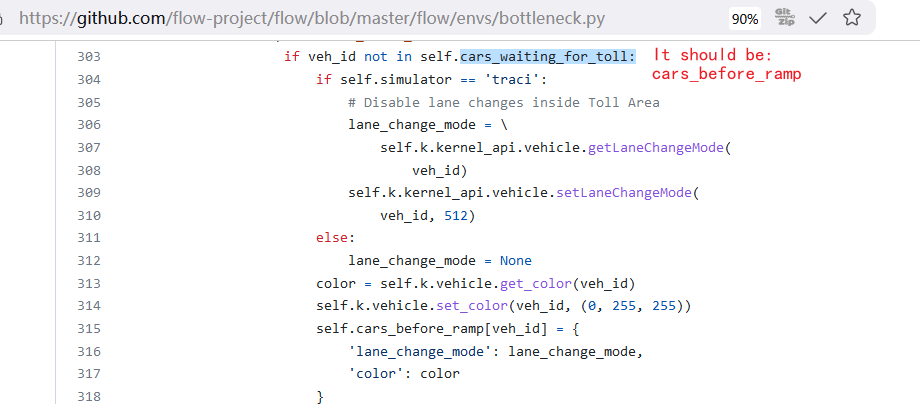 https://github.com/flow-project/flow/blob/master/flow/envs/bottleneck.py 90% Git Zip
303 if veh_id not in self.cars_waiting_for_toll: It should be:
304 if self.simulator == 'traci': cars_before_ramp
305 # Disable lane changes inside Toll Area
306 lane_change_mode = \
307 self.k.kernel_api.vehicle.getLaneChangeMode(
308 veh_id)
309 self.k.kernel_api.vehicle.setLaneChangeMode(
310 veh_id, 512)
311 else:
312 lane_change_mode = None
313 color = self.k.vehicle.get_color(veh_id)
314 self.k.vehicle.set_color(veh_id, (0, 255, 255))
315 self.cars_before_ramp[veh_id] = {
316 'lane_change_mode': lane_change_mode,
317 'color': color
318 }